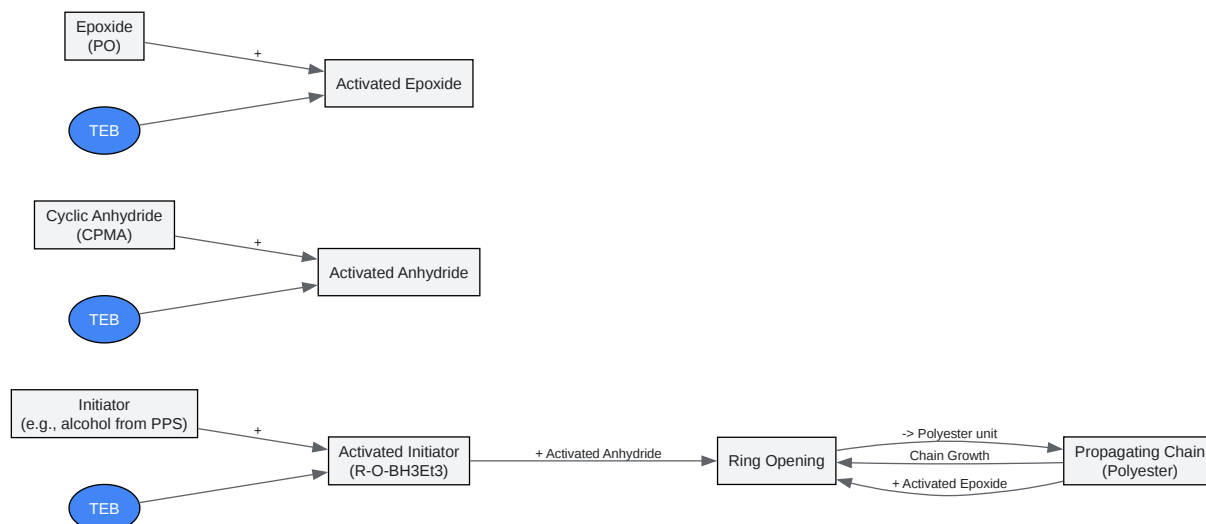 Epoxide
(PO)
+
Activated Epoxide
TEB
Cyclic Anhydride
(CPMA)
+
Activated Anhydride
TEB
Initiator
(e.g., alcohol from PPS)
+
Activated Initiator
(R-O-BH3Et3)
+ Activated Anhydride
Ring Opening
-> Polyester unit
Chain Growth
+ Activated Epoxide
Propagating Chain
(Polyester)
TEB